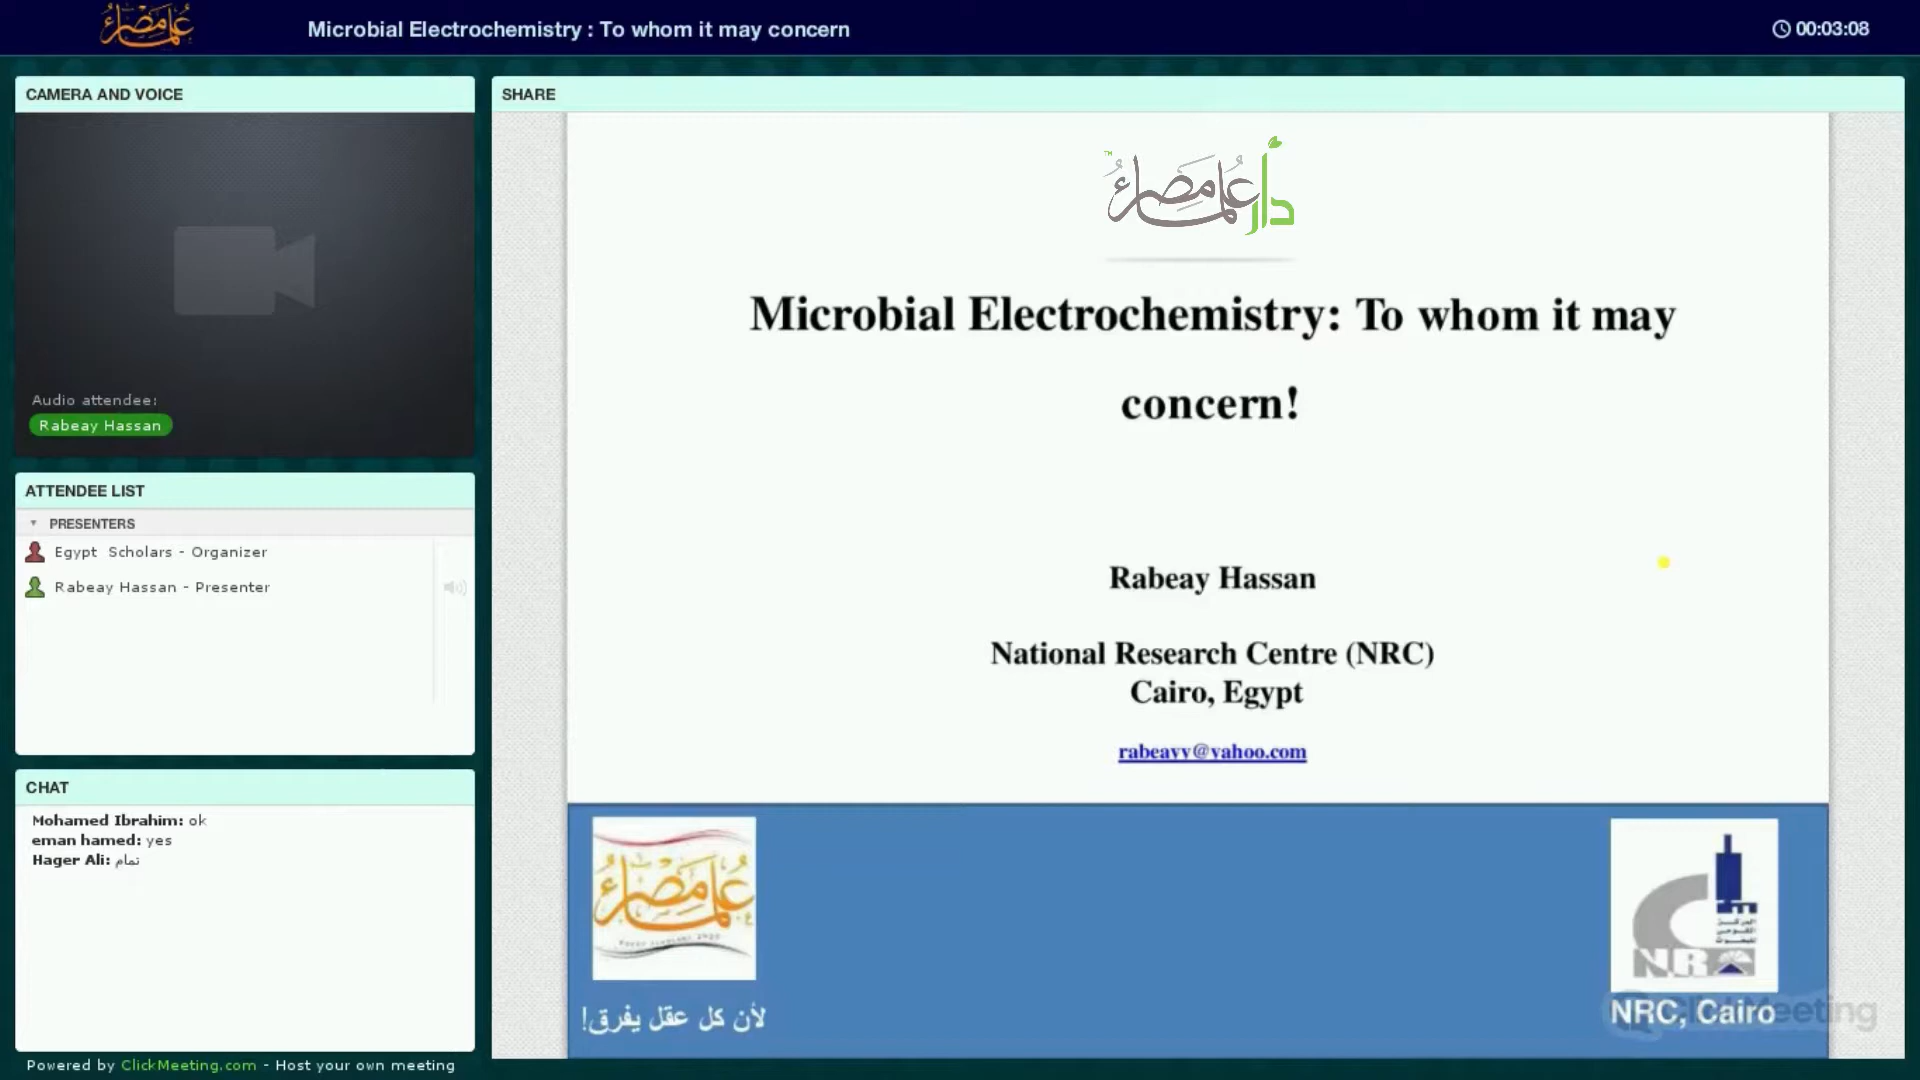 علماء مصر
Microbial Electrochemistry : To whom it may concern
00:03:08
CAMERA AND VOICE
Audio attendee:
Rabeay Hassan
ATTENDEE LIST
PRESENTERS
Egypt Scholars - Organizer
Rabeay Hassan - Presenter
CHAT
Mohamed Ibrahim: ok
eman hamed: yes
Hager Ali: تمام
Powered by ClickMeeting.com - Host your own meeting
SHARE
دار علماء مصر
TM
Microbial Electrochemistry: To whom it may
concern!
Rabeay Hassan
National Research Centre (NRC)
Cairo, Egypt
rabeayy@yahoo.com
علماء مصر
لأن كل عقل يفرق!
المركز
القومى
للبحوث
NRC
NRC, Cairo
ClickMeeting